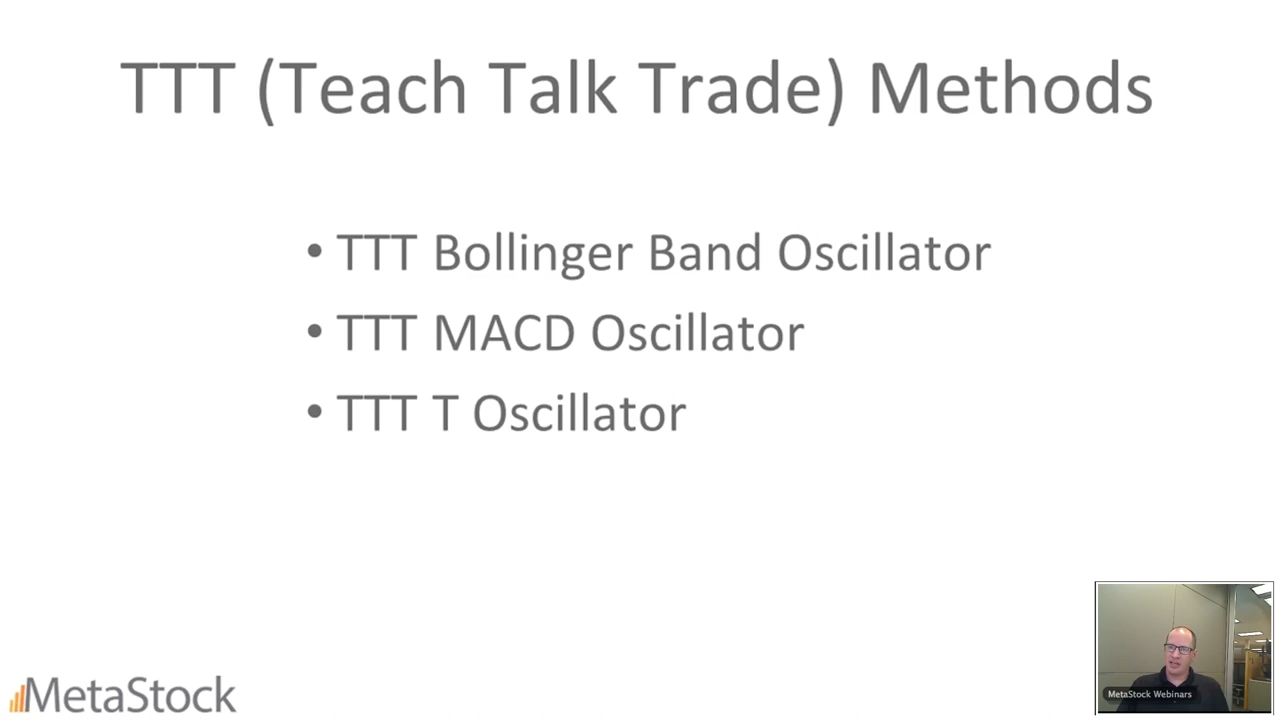 TTT (Teach Talk Trade) Methods
• TTT Bollinger Band Oscillator
• TTT MACD Oscillator
• TTT T Oscillator
MetaStock
MetaStock Webinars